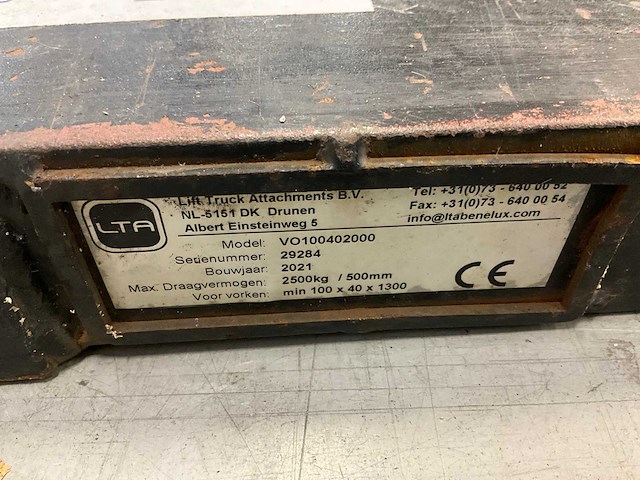 LTA
Lift Truck Attachments B.V.
NL-5151 DK Drunen
Albert Einsteinweg 5
Tel: +31(0)73 - 640 00 52
Fax: +31(0)73 - 640 00 54
info@ltabenelux.com
Model: VO100402000
Serienummer: 29284
Bouwjaar: 2021
Max. Draagvermogen: 2500kg / 500mm
Voor vorken: min 100 x 40 x 1300
CE